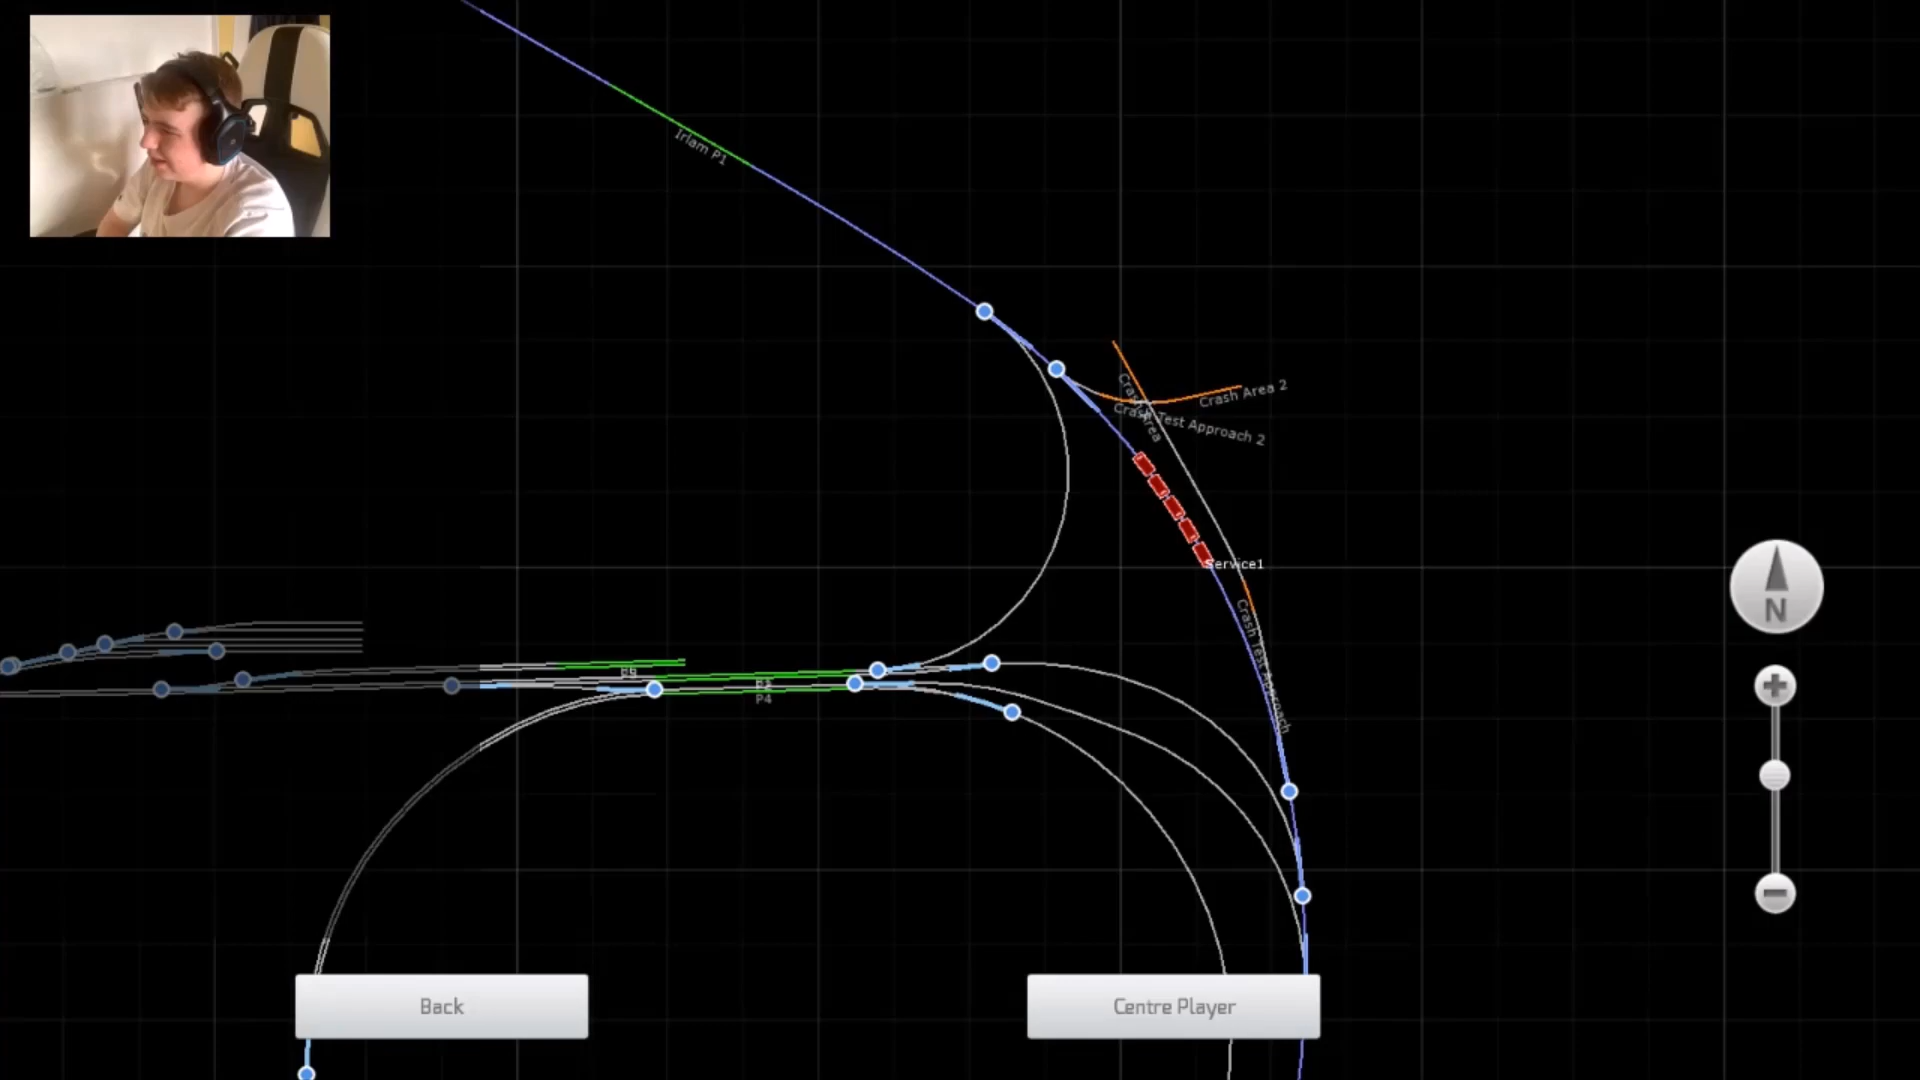 Irlam P1
Crash Area 2
Crash Area
Crash Test Approach 2
Service1
Crash Test Approach
P4
N
Back
Centre Player